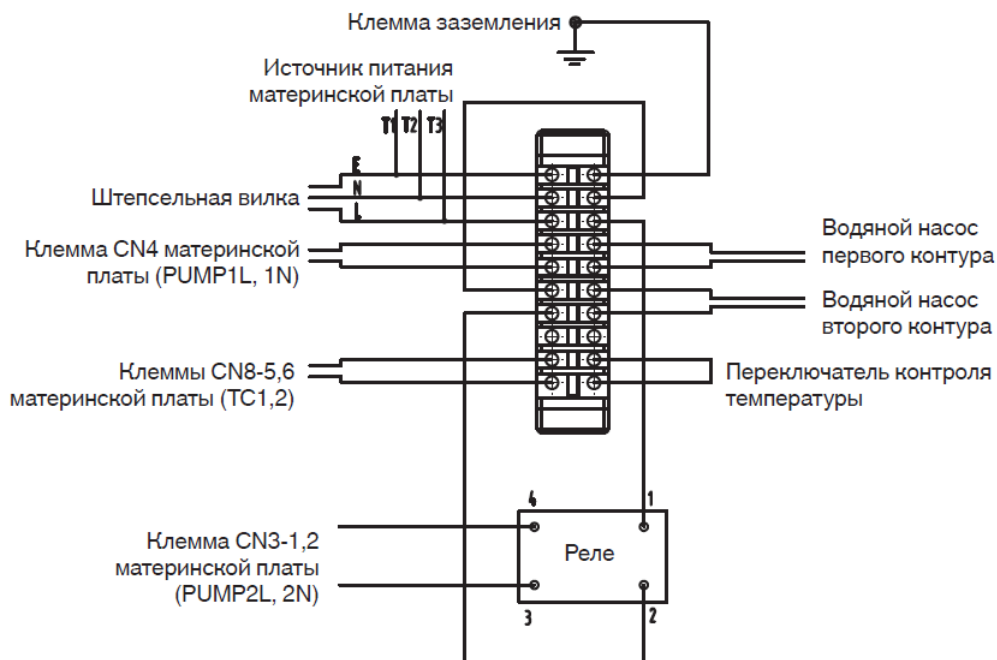 Клемма заземления
Источник питания
материнской платы
T1 T2 T3
E
N
L
Штепсельная вилка
Клемма CN4 материнской
платы (PUMP1L, 1N)
Водяной насос
первого контура
Водяной насос
второго контура
Клеммы CN8-5,6
материнской платы (TC1,2)
Переключатель контроля
температуры
4
1
Реле
Клемма CN3-1,2
материнской платы
(PUMP2L, 2N)
3
2